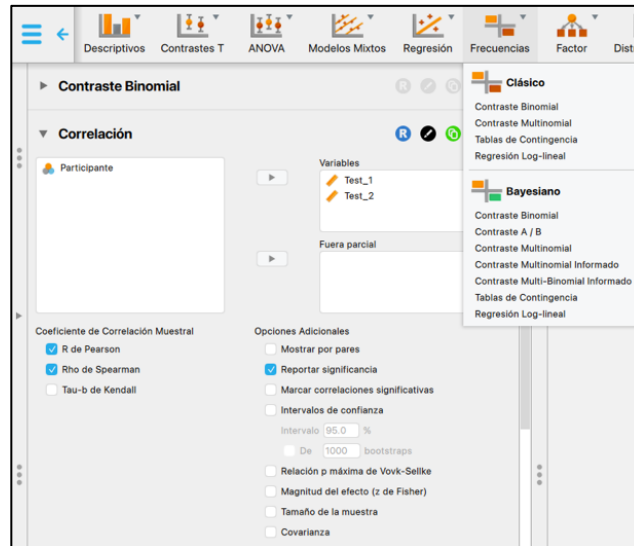 Descriptivos Contrastes T ANOVA Modelos Mixtos Regresión Frecuencias Factor
Contraste Binomial
R
Correlación
R
Participante
Variables
Test_1
Test_2
Fuera parcial
Coeficiente de Correlación Muestral
R de Pearson
Rho de Spearman
Tau-b de Kendall
Opciones Adicionales
Mostrar por pares
Reportar significancia
Marcar correlaciones significativas
Intervalos de confianza
Intervalo 95.0 %
De 1000 bootstraps
Relación p máxima de Vovk-Sellke
Magnitud del efecto (z de Fisher)
Tamaño de la muestra
Covarianza
Clásico
Contraste Binomial
Contraste Multinomial
Tablas de Contingencia
Regresión Log-lineal
Bayesiano
Contraste Binomial
Contraste A / B
Contraste Multinomial
Contraste Multinomial Informado
Contraste Multi-Binomial Informado
Tablas de Contingencia
Regresión Log-lineal